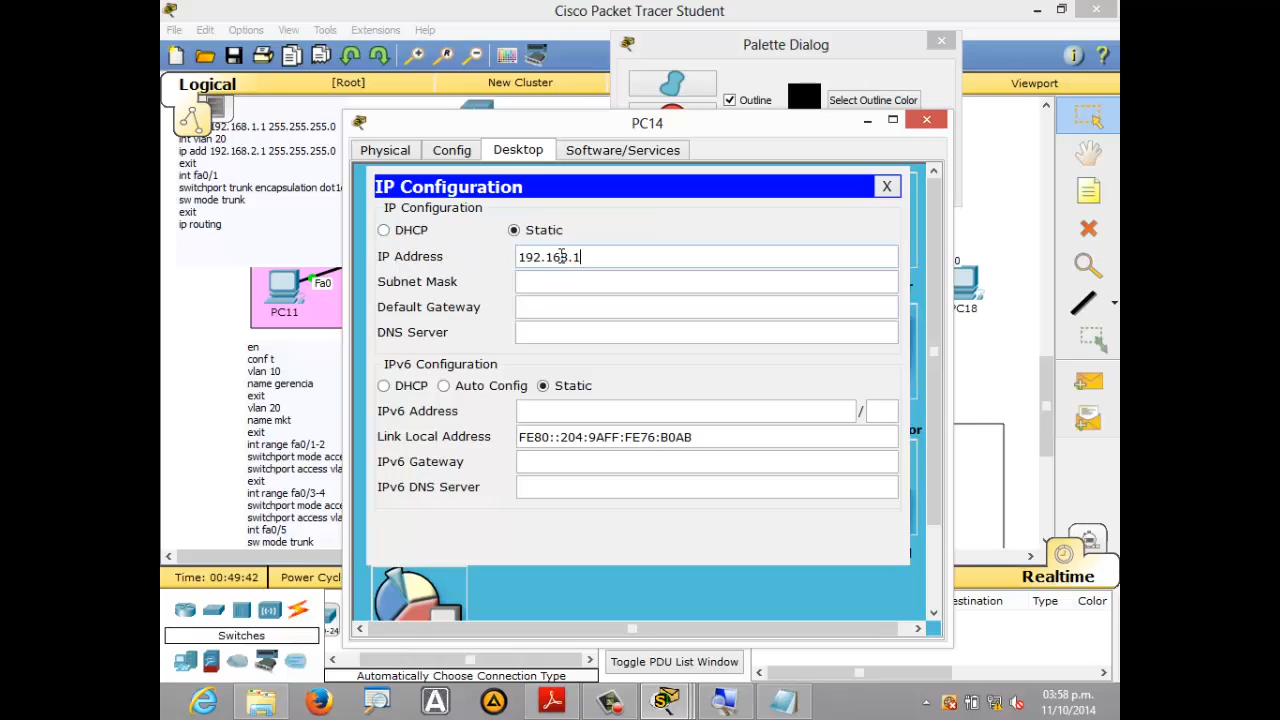 Cisco Packet Tracer Student
File Edit Options View Tools Extensions Help
Palette Dialog
Logical
[Root]
New Cluster
Viewport
Outline
Select Outline Color
192.168.1.1 255.255.255.0
int vlan 20
ip add 192.168.2.1 255.255.255.0
exit
int fa0/1
switchport trunk encapsulation dot1
sw mode trunk
exit
ip routing
PC14
Physical
Config
Desktop
Software/Services
IP Configuration
X
IP Configuration
DHCP
Static
IP Address
192.168.1
Subnet Mask
Default Gateway
DNS Server
IPv6 Configuration
DHCP
Auto Config
Static
IPv6 Address
/
Link Local Address
FE80::204:9AFF:FE76:B0AB
IPv6 Gateway
IPv6 DNS Server
Fa0
PC11
PC18
en
conf t
vlan 10
name gerencia
exit
vlan 20
name mkt
exit
int range fa0/1-2
switchport mode acce
switchport access vla
exit
int range fa0/3-4
switchport mode acce
switchport access vla
int fa0/5
sw mode trunk
Time: 00:49:42
Power Cycl
Realtime
Switches
Automatically Choose Connection Type
Toggle PDU List Window
estination
Type
Color
03:58 p.m.
11/10/2014